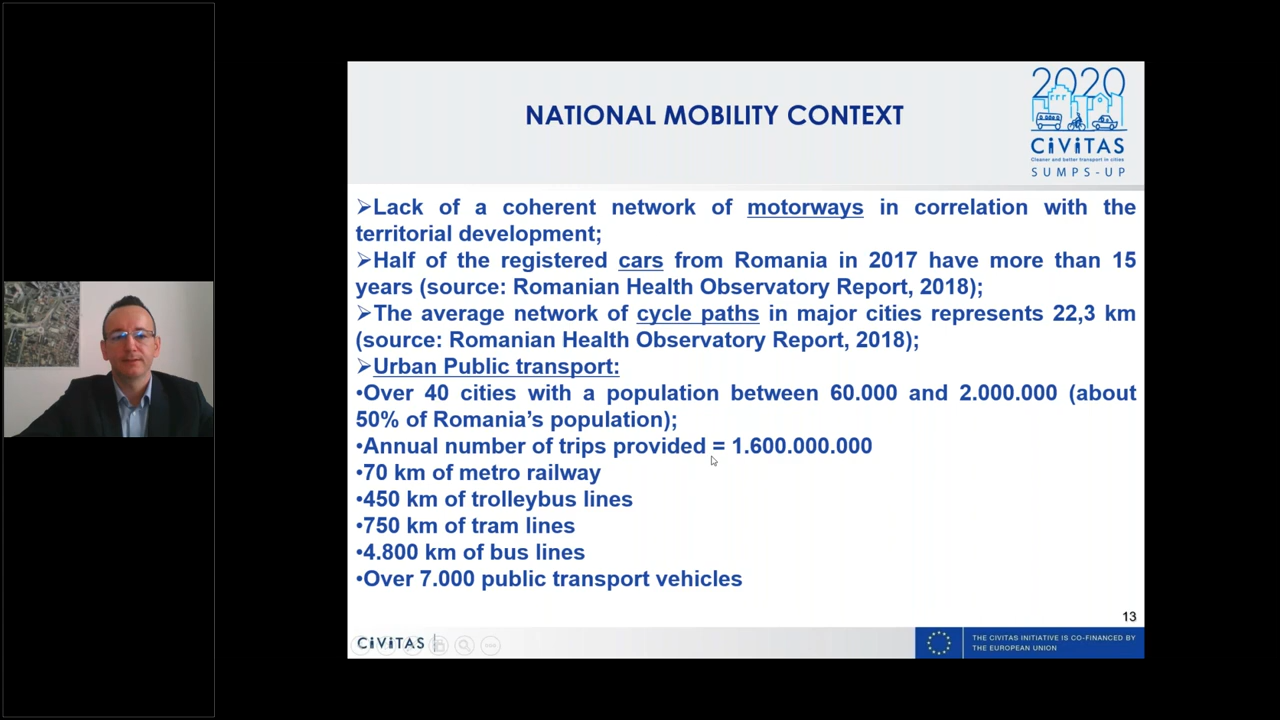 NATIONAL MOBILITY CONTEXT
2020
CiViTAS
Cleaner and better transport in cities
SUMPS-UP
➢Lack of a coherent network of motorways in correlation with the
territorial development;
➢Half of the registered cars from Romania in 2017 have more than 15
years (source: Romanian Health Observatory Report, 2018);
➢The average network of cycle paths in major cities represents 22,3 km
(source: Romanian Health Observatory Report, 2018);
➢Urban Public transport:
•Over 40 cities with a population between 60.000 and 2.000.000 (about
50% of Romania’s population);
•Annual number of trips provided = 1.600.000.000
•70 km of metro railway
•450 km of trolleybus lines
•750 km of tram lines
•4.800 km of bus lines
•Over 7.000 public transport vehicles
13
CiViTAS
THE CIVITAS INITIATIVE IS CO-FINANCED BY
THE EUROPEAN UNION